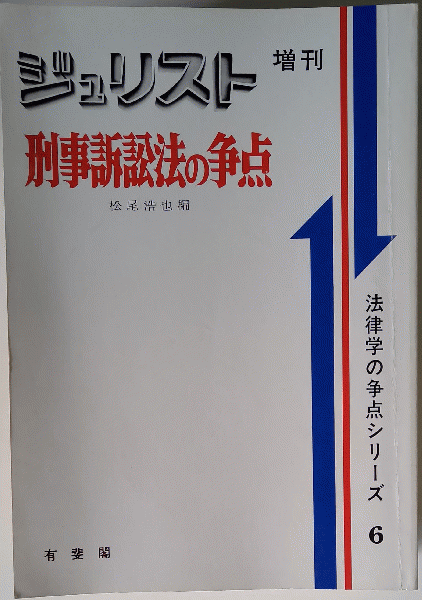 ジュリスト 増刊
刑事訴訟法の争点
松尾浩也編
法律学の争点シリーズ 6
有斐閣